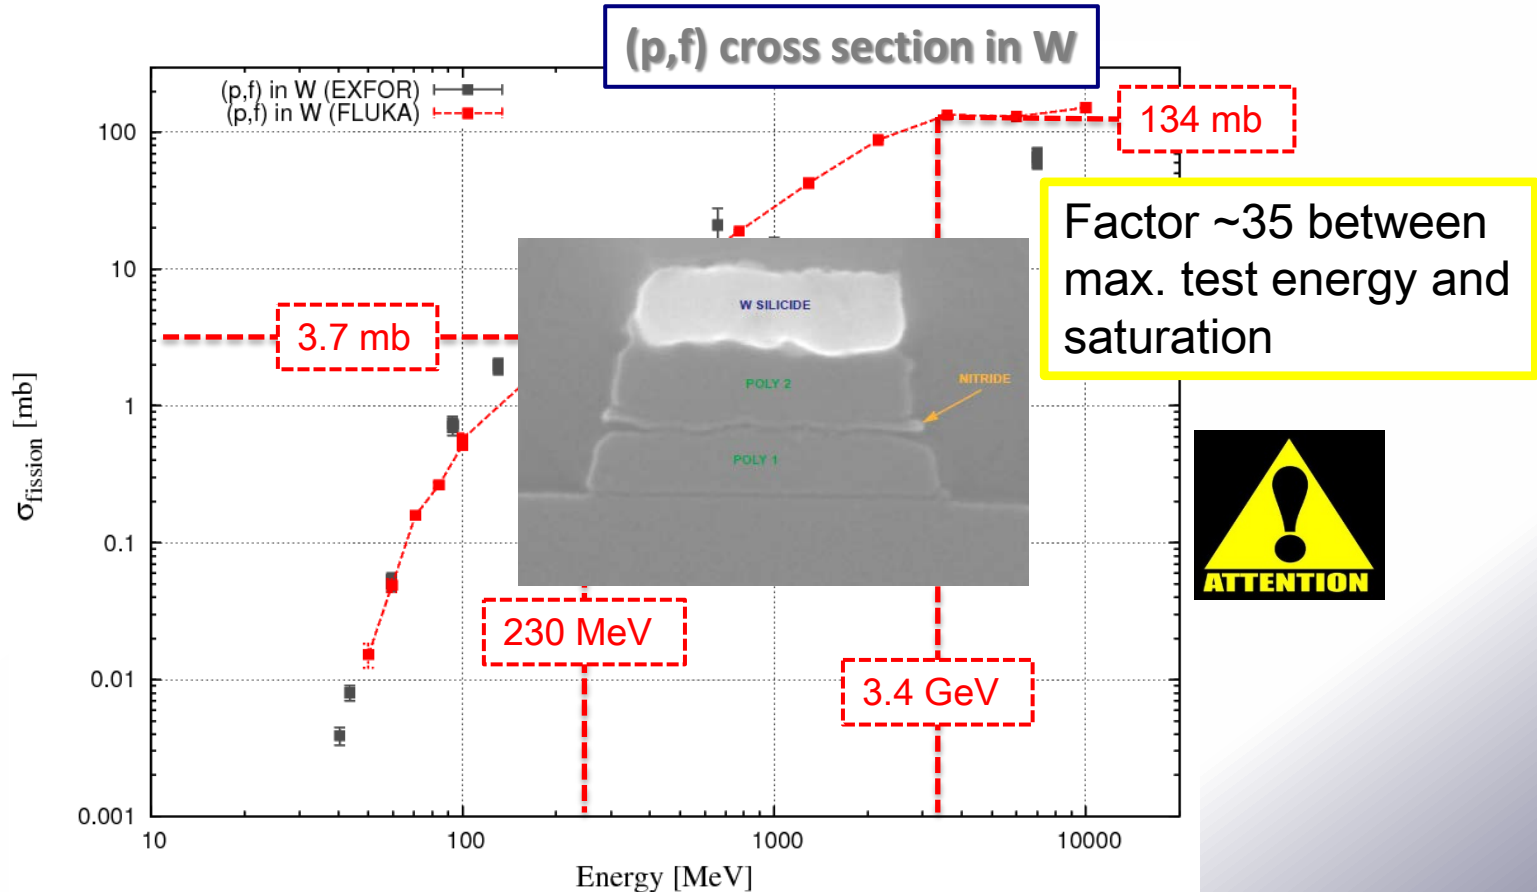 (p,f) cross section in W
(p,f) in W (EXFOR)
(p,f) in W (FLUKA)
100
10
1
0.1
0.01
0.001
σfission [mb]
10
100
1000
10000
Energy [MeV]
134 mb
3.7 mb
230 MeV
3.4 GeV
Factor ~35 between
max. test energy and
saturation
W SILICIDE
POLY 2
NITRIDE
POLY 1
ATTENTION